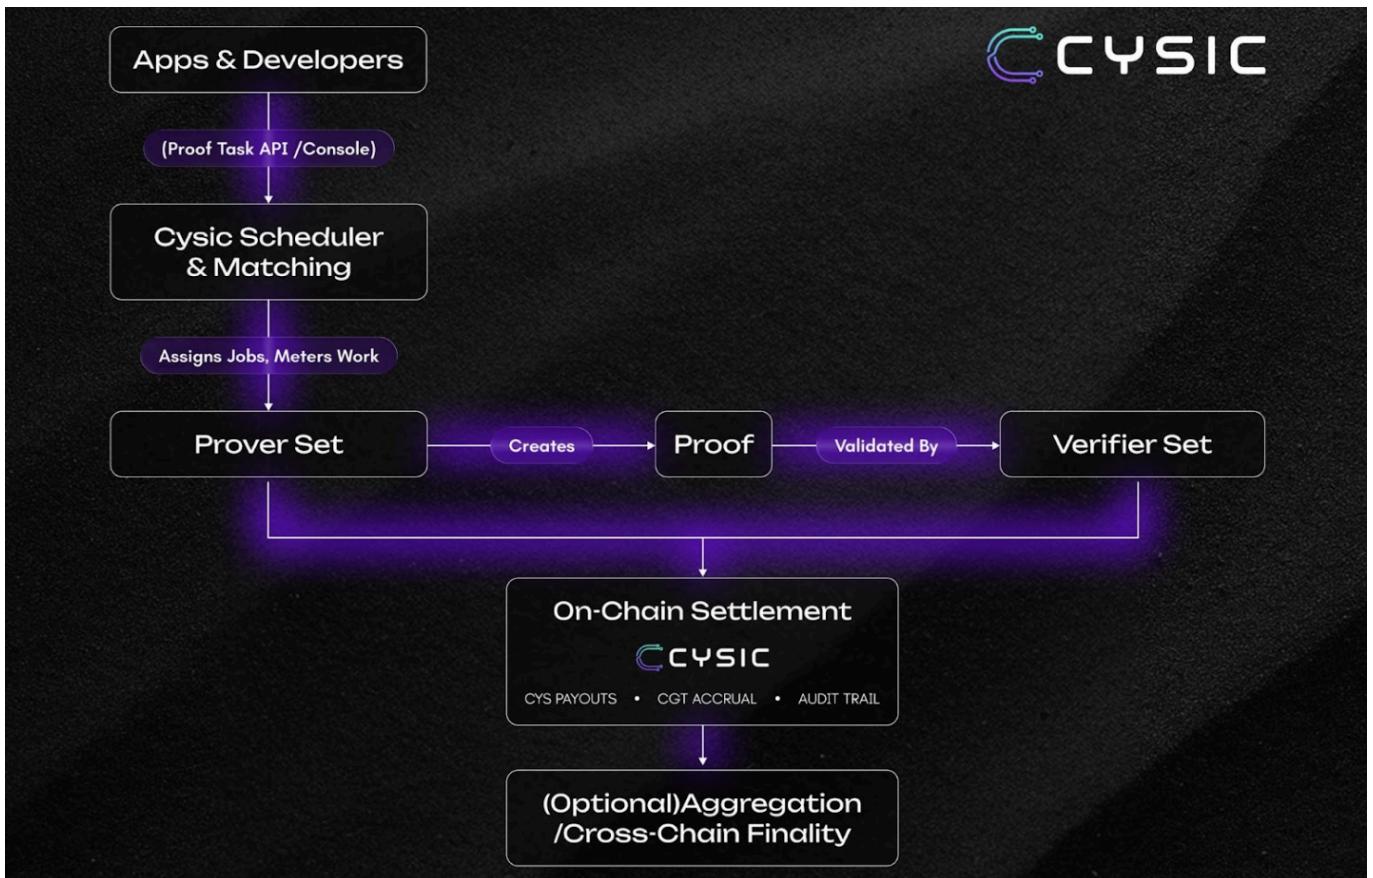 Apps & Developers
CYSIC
(Proof Task API /Console)
Cysic Scheduler
& Matching
Assigns Jobs, Meters Work
Prover Set
Creates
Proof
Validated By
Verifier Set
On-Chain Settlement
CYSIC
CYS PAYOUTS • CGT ACCRUAL • AUDIT TRAIL
(Optional)Aggregation
/Cross-Chain Finality